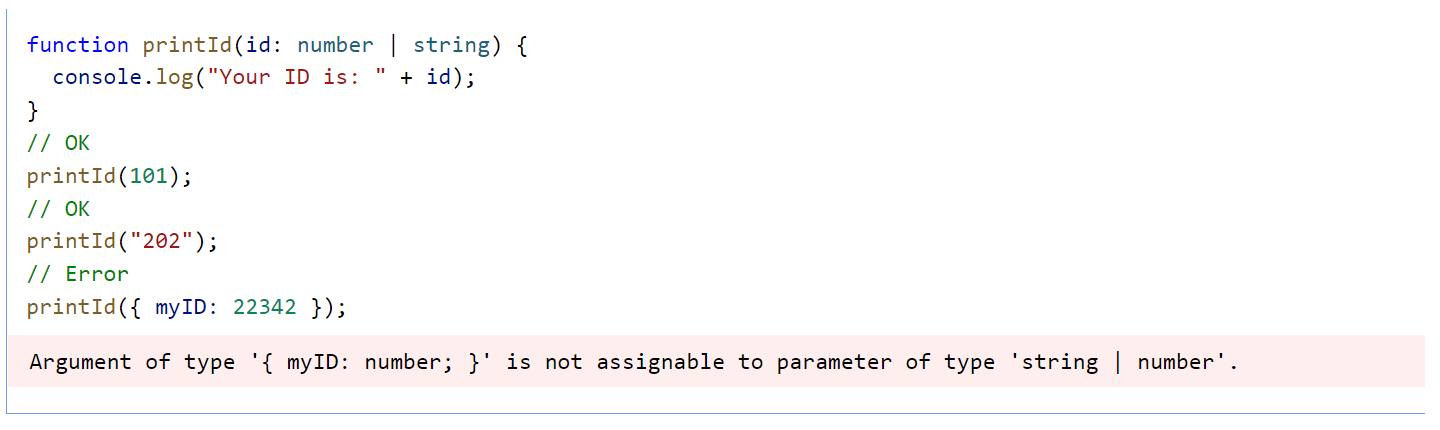 function printId(id: number | string) {
  console.log("Your ID is: " + id);
}
// OK
printId(101);
// OK
printId("202");
// Error
printId({ myID: 22342 });
Argument of type '{ myID: number; }' is not assignable to parameter of type 'string | number'.